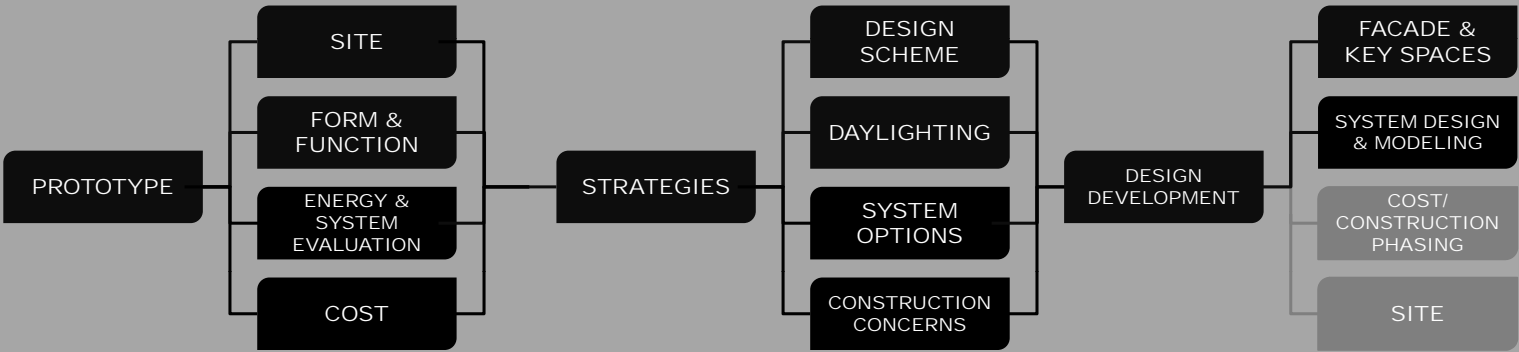 PROTOTYPE
SITE
FORM &
FUNCTION
ENERGY &
SYSTEM
EVALUATION
COST
STRATEGIES
DESIGN
SCHEME
DAYLIGHTING
SYSTEM
OPTIONS
CONSTRUCTION
CONCERNS
DESIGN
DEVELOPMENT
FACADE &
KEY SPACES
SYSTEM DESIGN
& MODELING
COST/
CONSTRUCTION
PHASING
SITE